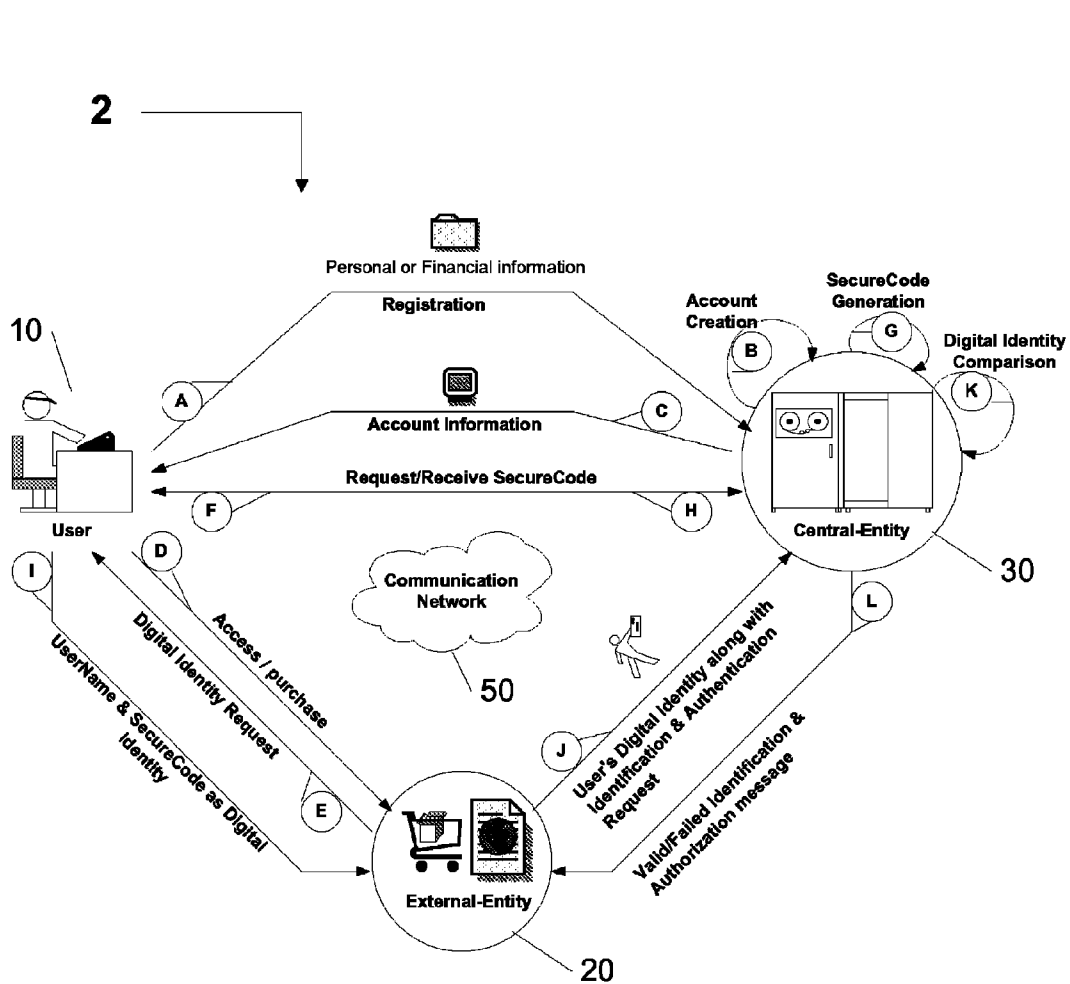 2
Personal or Financial information
Registration
SecureCode
Generation
Account
Creation
G
B
Digital Identity
Comparison
K
10
A
C
Account Information
Request/Receive SecureCode
F
H
User
Central-Entity
30
D
I
Communication
Network
50
L
Access / purchase
Digital Identity Request
UserName & SecureCode as Digital
Identity
E
J
User's Digital Identity along with
Identification & Authentication
Request
Valid/Failed Identification &
Authorization message
External-Entity
20